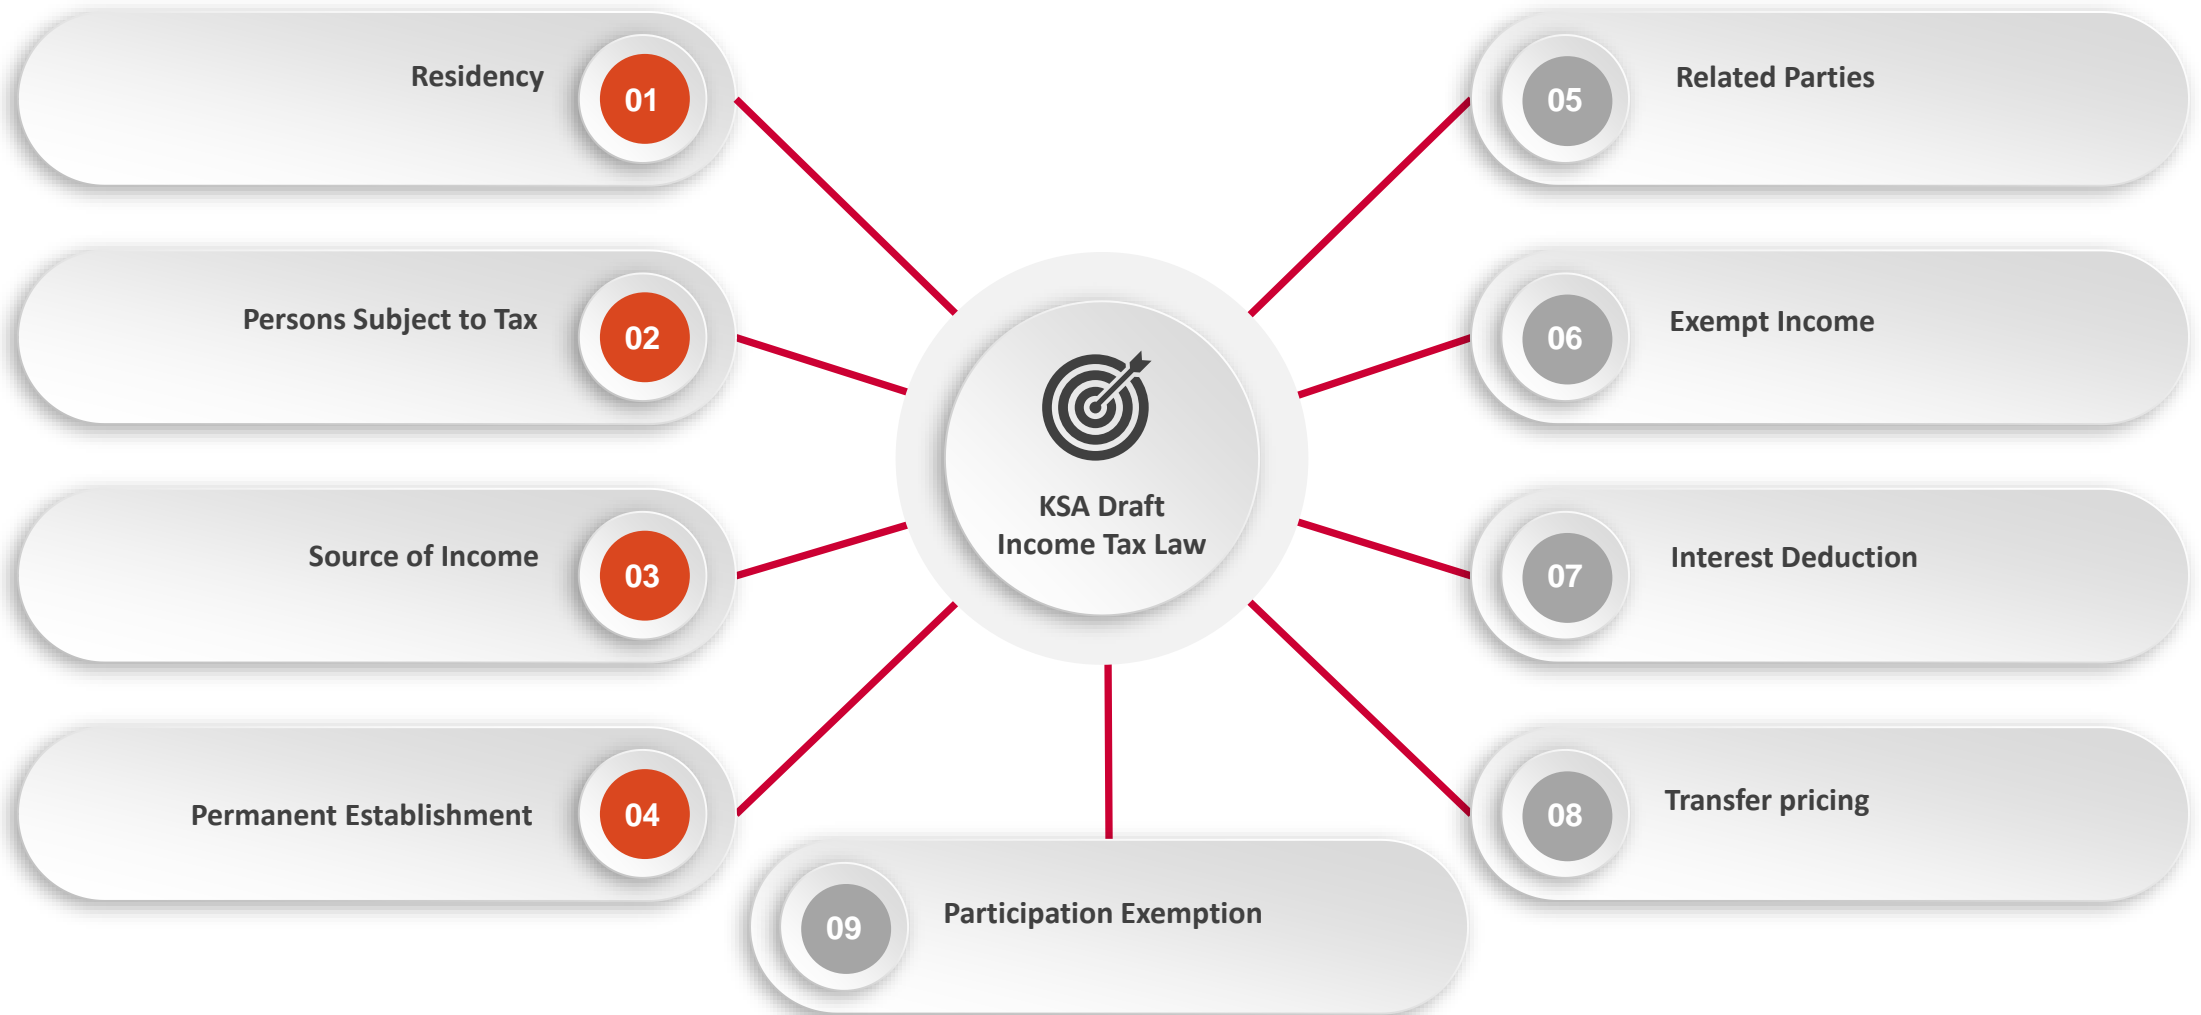 Residency
01
Persons Subject to Tax
02
Source of Income
03
Permanent Establishment
04
KSA Draft
Income Tax Law
05
Related Parties
06
Exempt Income
07
Interest Deduction
08
Transfer pricing
09
Participation Exemption